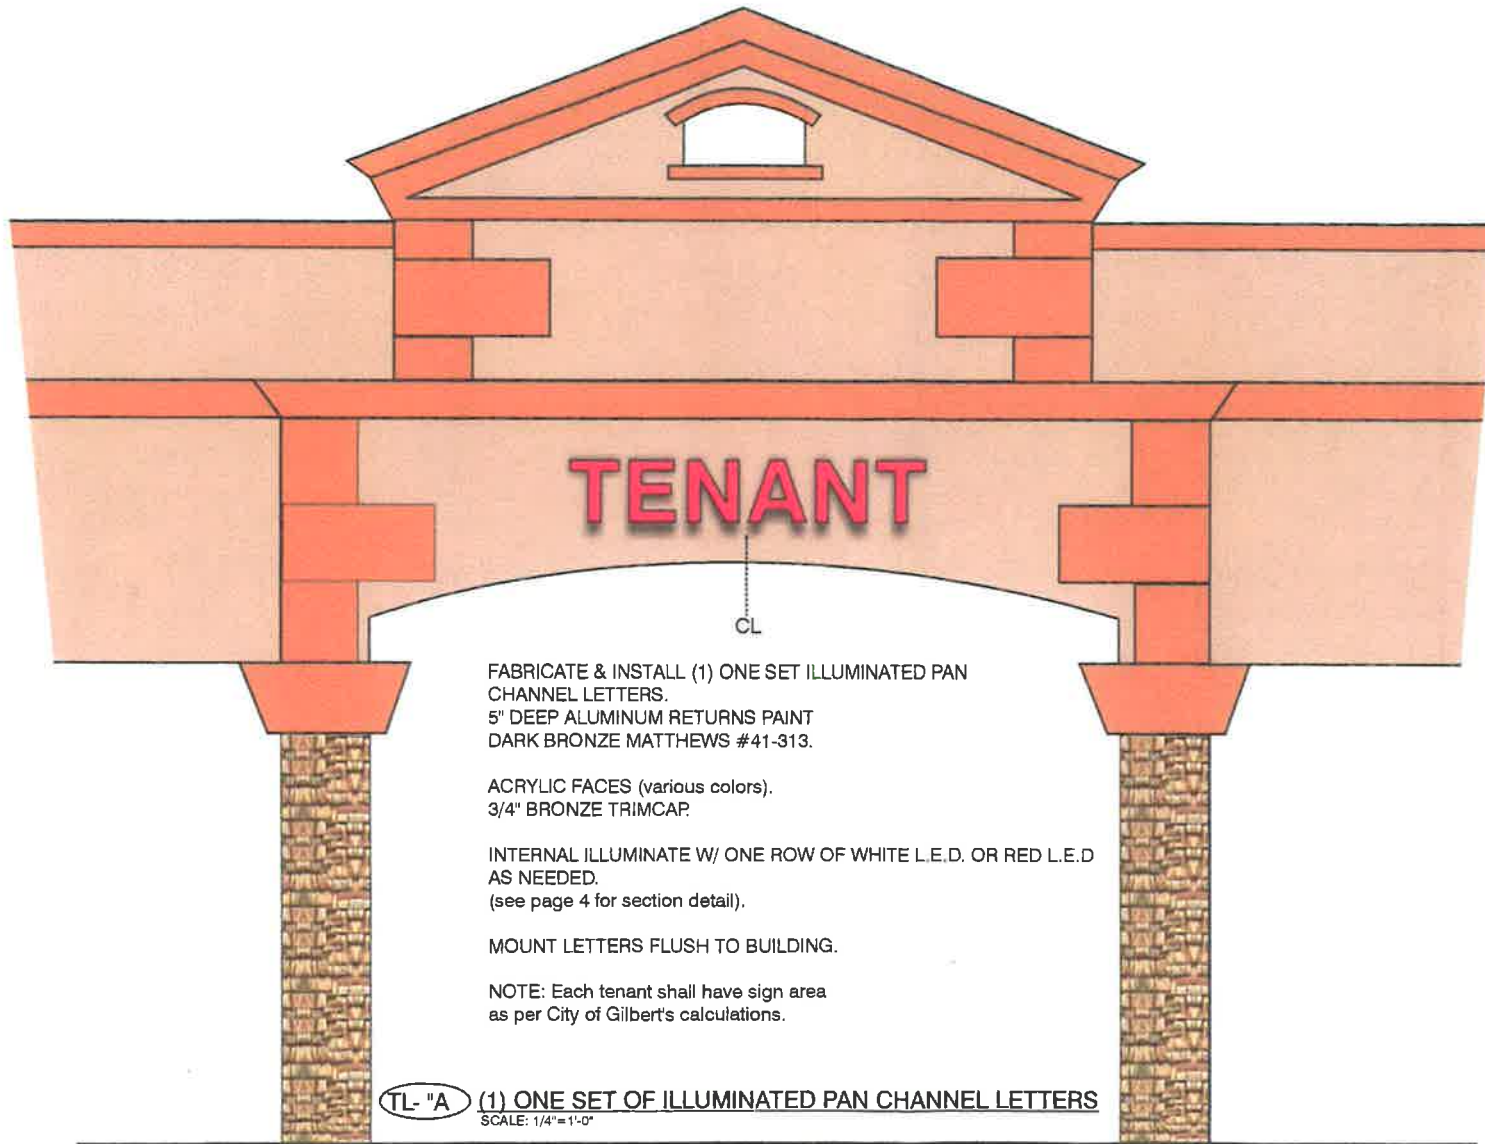 TENANT
CL
FABRICATE & INSTALL (1) ONE SET ILLUMINATED PAN
CHANNEL LETTERS.
5" DEEP ALUMINUM RETURNS PAINT
DARK BRONZE MATTHEWS #41-313.
ACRYLIC FACES (various colors).
3/4" BRONZE TRIMCAP.
INTERNAL ILLUMINATE W/ ONE ROW OF WHITE L.E.D. OR RED L.E.D
AS NEEDED.
(see page 4 for section detail).
MOUNT LETTERS FLUSH TO BUILDING.
NOTE: Each tenant shall have sign area
as per City of Gilbert's calculations.
TL- "A (1) ONE SET OF ILLUMINATED PAN CHANNEL LETTERS
SCALE: 1/4"=1'-0"